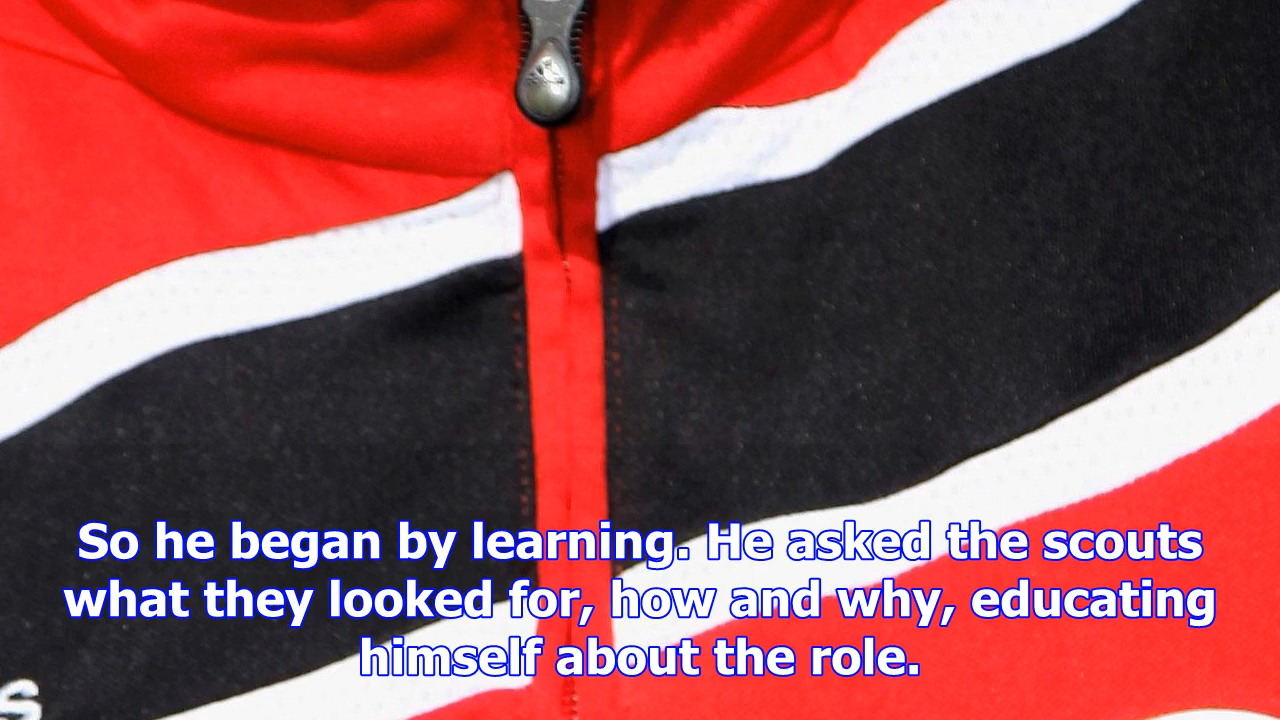 So he began by learning. He asked the scouts
what they looked for, how and why, educating
himself about the role.
s